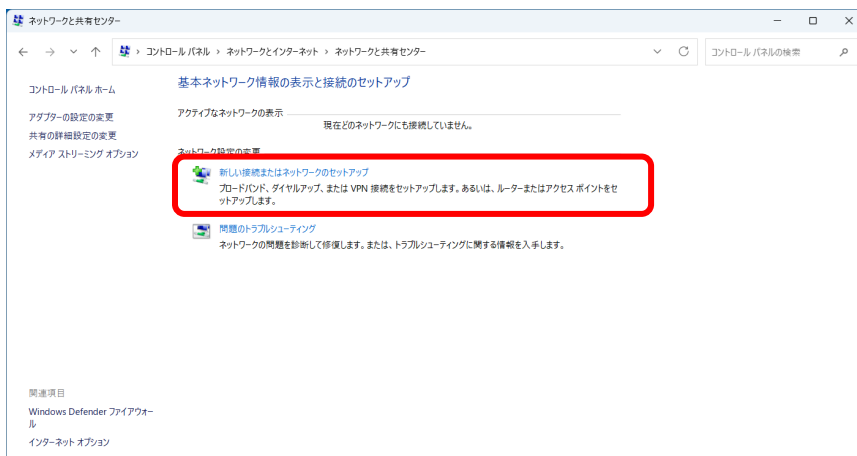 ネットワークと共有センター
コントロール パネル › ネットワークとインターネット › ネットワークと共有センター
コントロール パネルの検索
コントロール パネル ホーム
アダプターの設定の変更
共有の詳細設定の変更
メディア ストリーミング オプション
基本ネットワーク情報の表示と接続のセットアップ
アクティブなネットワークの表示
現在どのネットワークにも接続していません。
ネットワーク設定の変更
新しい接続またはネットワークのセットアップ
ブロードバンド、ダイヤルアップ、または VPN 接続をセットアップします。あるいは、ルーターまたはアクセス ポイントをセ
ットアップします。
問題のトラブルシューティング
ネットワークの問題を診断して修復します。または、トラブルシューティングに関する情報を入手します。
関連項目
Windows Defender ファイアウォー
ル
インターネット オプション